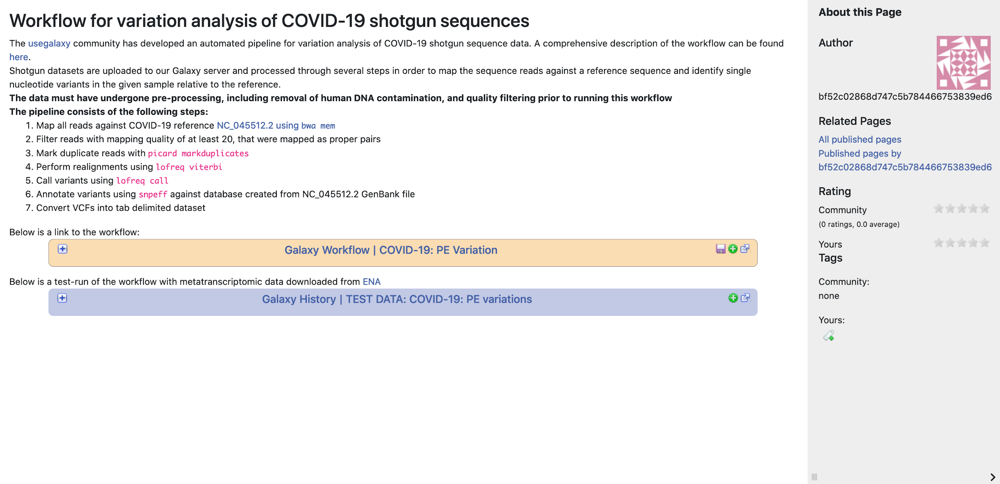 Workflow for variation analysis of COVID-19 shotgun sequences
The usegalaxy community has developed an automated pipeline for variation analysis of COVID-19 shotgun sequence data. A comprehensive description of the workflow can be found
here.
Shotgun datasets are uploaded to our Galaxy server and processed through several steps in order to map the sequence reads against a reference sequence and identify single
nucleotide variants in the given sample relative to the reference.
The data must have undergone pre-processing, including removal of human DNA contamination, and quality filtering prior to running this workflow
The pipeline consists of the following steps:
1. Map all reads against COVID-19 reference NC_045512.2 using bwa mem
2. Filter reads with mapping quality of at least 20, that were mapped as proper pairs
3. Mark duplicate reads with picard markduplicates
4. Perform realignments using lofreq viterbi
5. Call variants using lofreq call
6. Annotate variants using snpeff against database created from NC_045512.2 GenBank file
7. Convert VCFs into tab delimited dataset
Below is a link to the workflow:
Galaxy Workflow | COVID-19: PE Variation
Below is a test-run of the workflow with metatranscriptomic data downloaded from ENA
Galaxy History | TEST DATA: COVID-19: PE variations
About this Page
Author
bf52c02868d747c5b784466753839ed6
Related Pages
All published pages
Published pages by
bf52c02868d747c5b784466753839ed6
Rating
Community
(0 ratings, 0.0 average)
Yours
Tags
Community:
none
Yours: